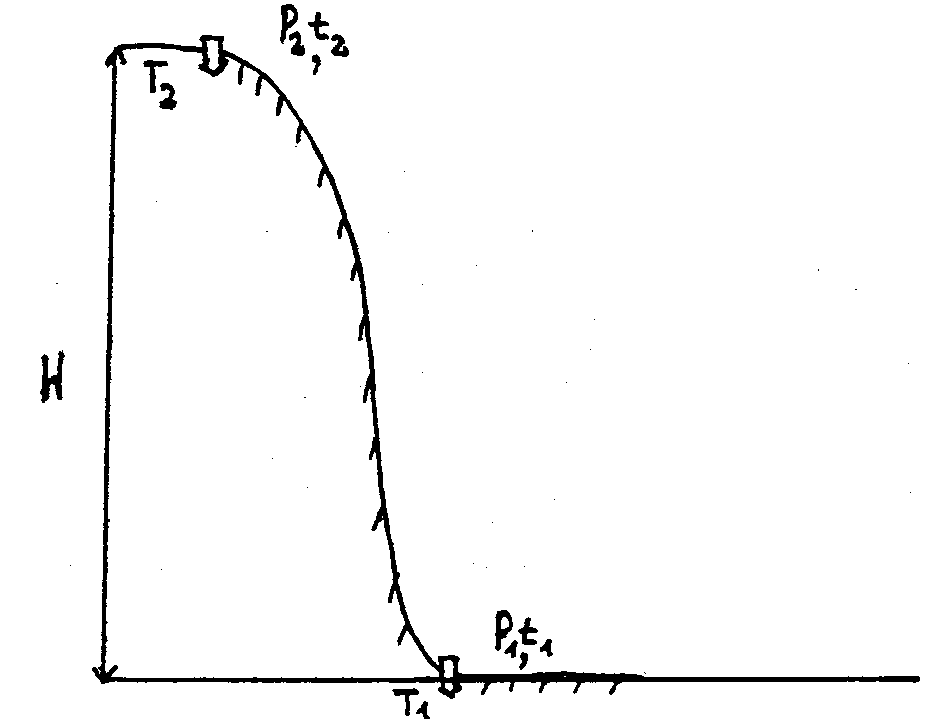 P₂,t₂
T₂
H
P₁,t₁
T₁